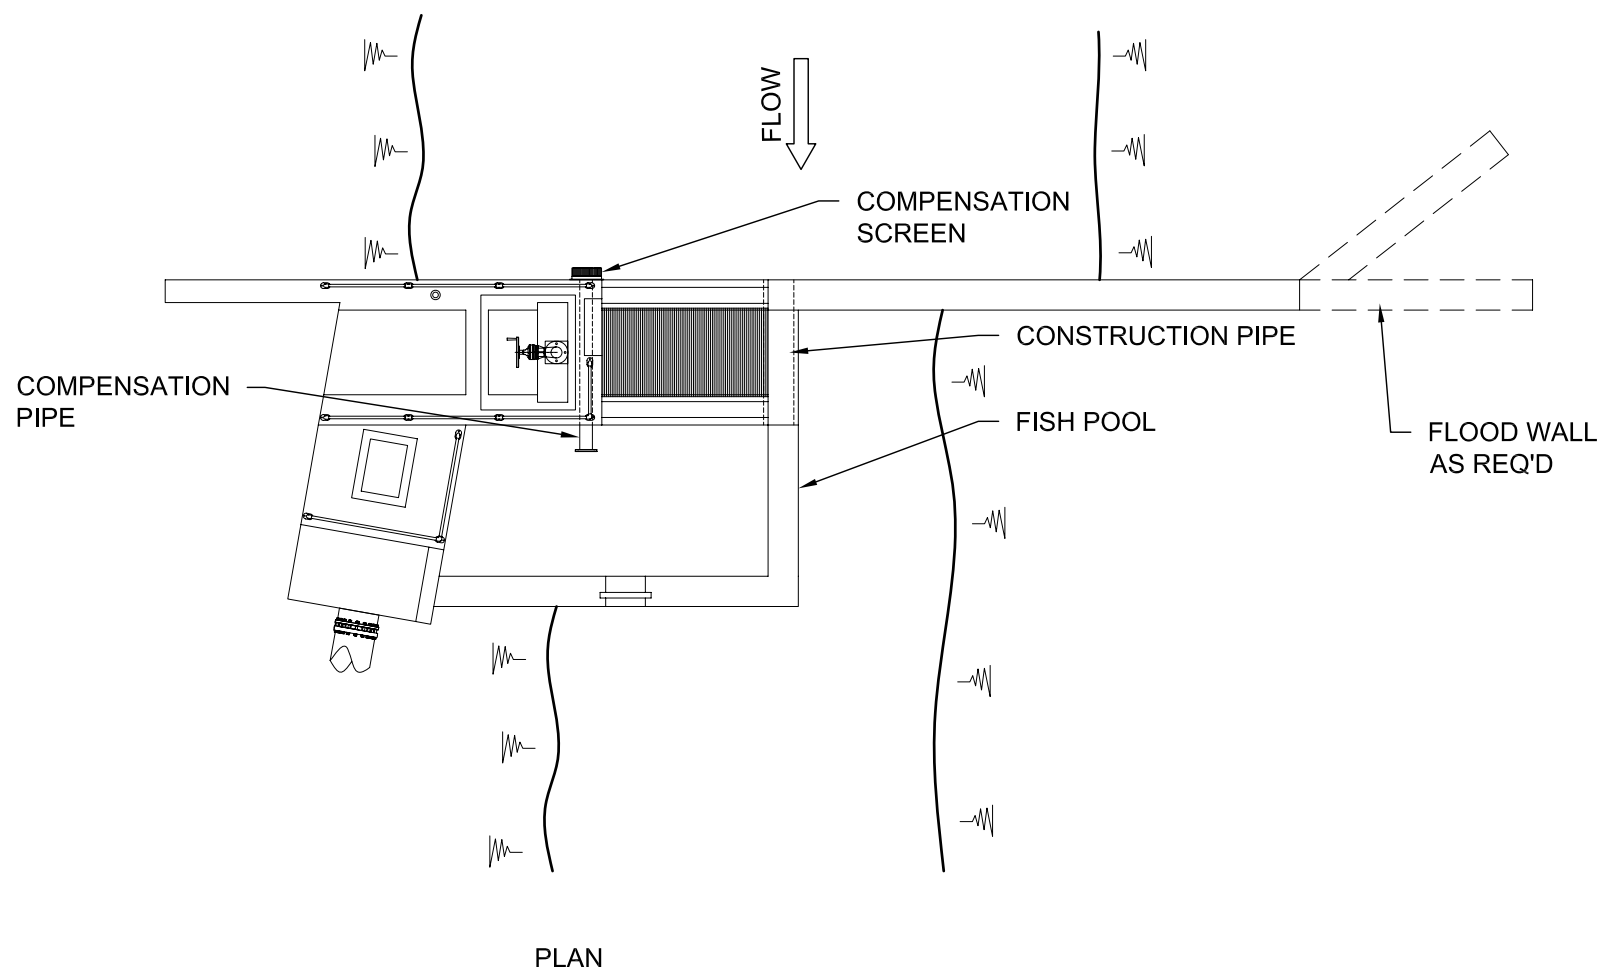 FLOW
COMPENSATION
SCREEN
CONSTRUCTION PIPE
COMPENSATION
PIPE
FISH POOL
FLOOD WALL
AS REQ'D
PLAN